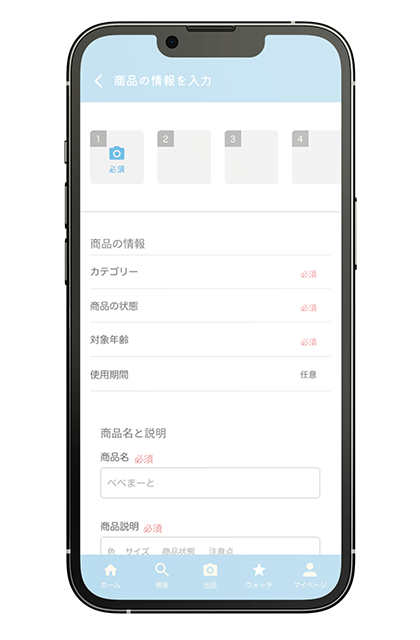 商品の情報を入力
1
2
3
4
必須
商品の情報
カテゴリー 必須
商品の状態 必須
対象年齢 必須
使用期間 任意
商品名と説明
商品名 必須
べべまーと
商品説明 必須
色 サイズ 商品状態 注意点
ホーム 検索 出品 ウォッチ マイページ